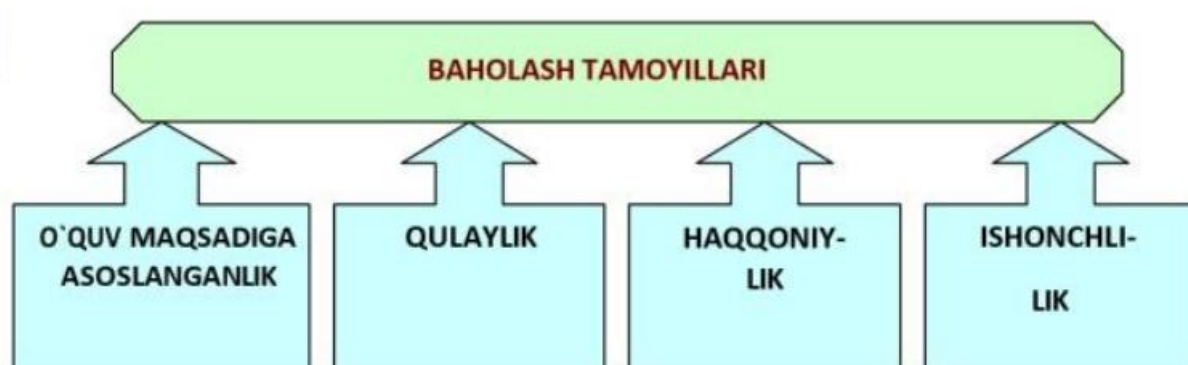 BAHOLASH TAMOYILLARI
O`QUV MAQSADIGA
ASOSLANGANLIK
QULAYLIK
HAQQONIY-
LIK
ISHONCHLI-
LIK